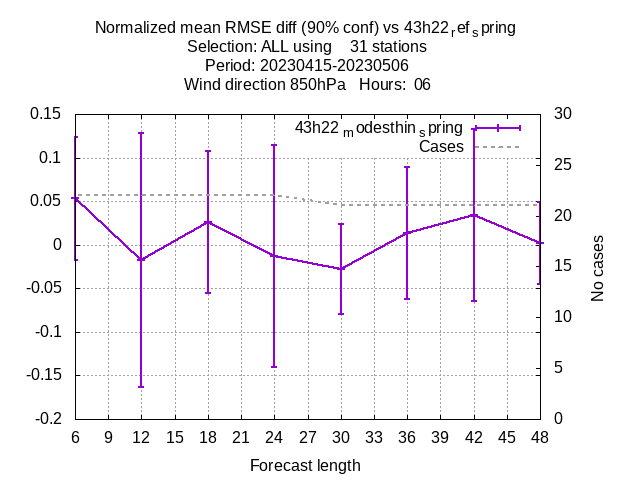 Normalized mean RMSE diff (90% conf) vs 43h22ref spring
Selection: ALL using 31 stations
Period: 20230415-20230506
Wind direction 850hPa Hours: 06
43h22modesthinspring
Cases
0.15
0.1
0.05
0
-0.05
-0.1
-0.15
-0.2
30
25
20
15
10
5
0
No cases
6 9 12 15 18 21 24 27 30 33 36 39 42 45 48
Forecast length